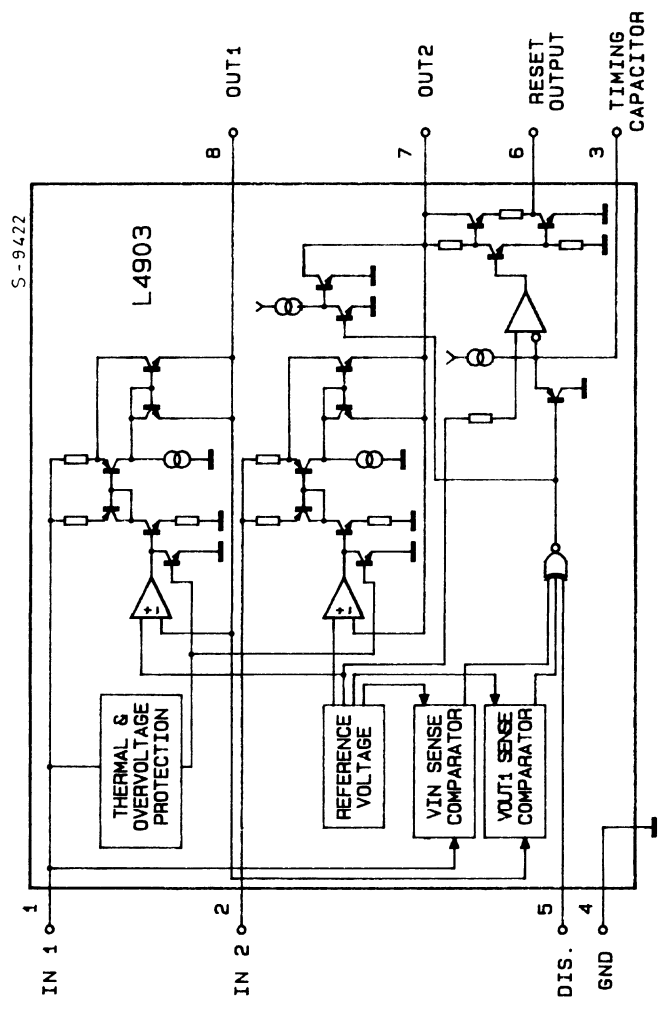 S-9422
L4903
IN 1
1
IN 2
2
DIS.
5
GND
4
THERMAL &
OVERVOLTAGE
PROTECTION
REFERENCE
VOLTAGE
VIN SENSE
COMPARATOR
VOUT1 SENSE
COMPARATOR
+ -
+ -
8
OUT1
7
OUT2
6
RESET
OUTPUT
3
TIMING
CAPACITOR